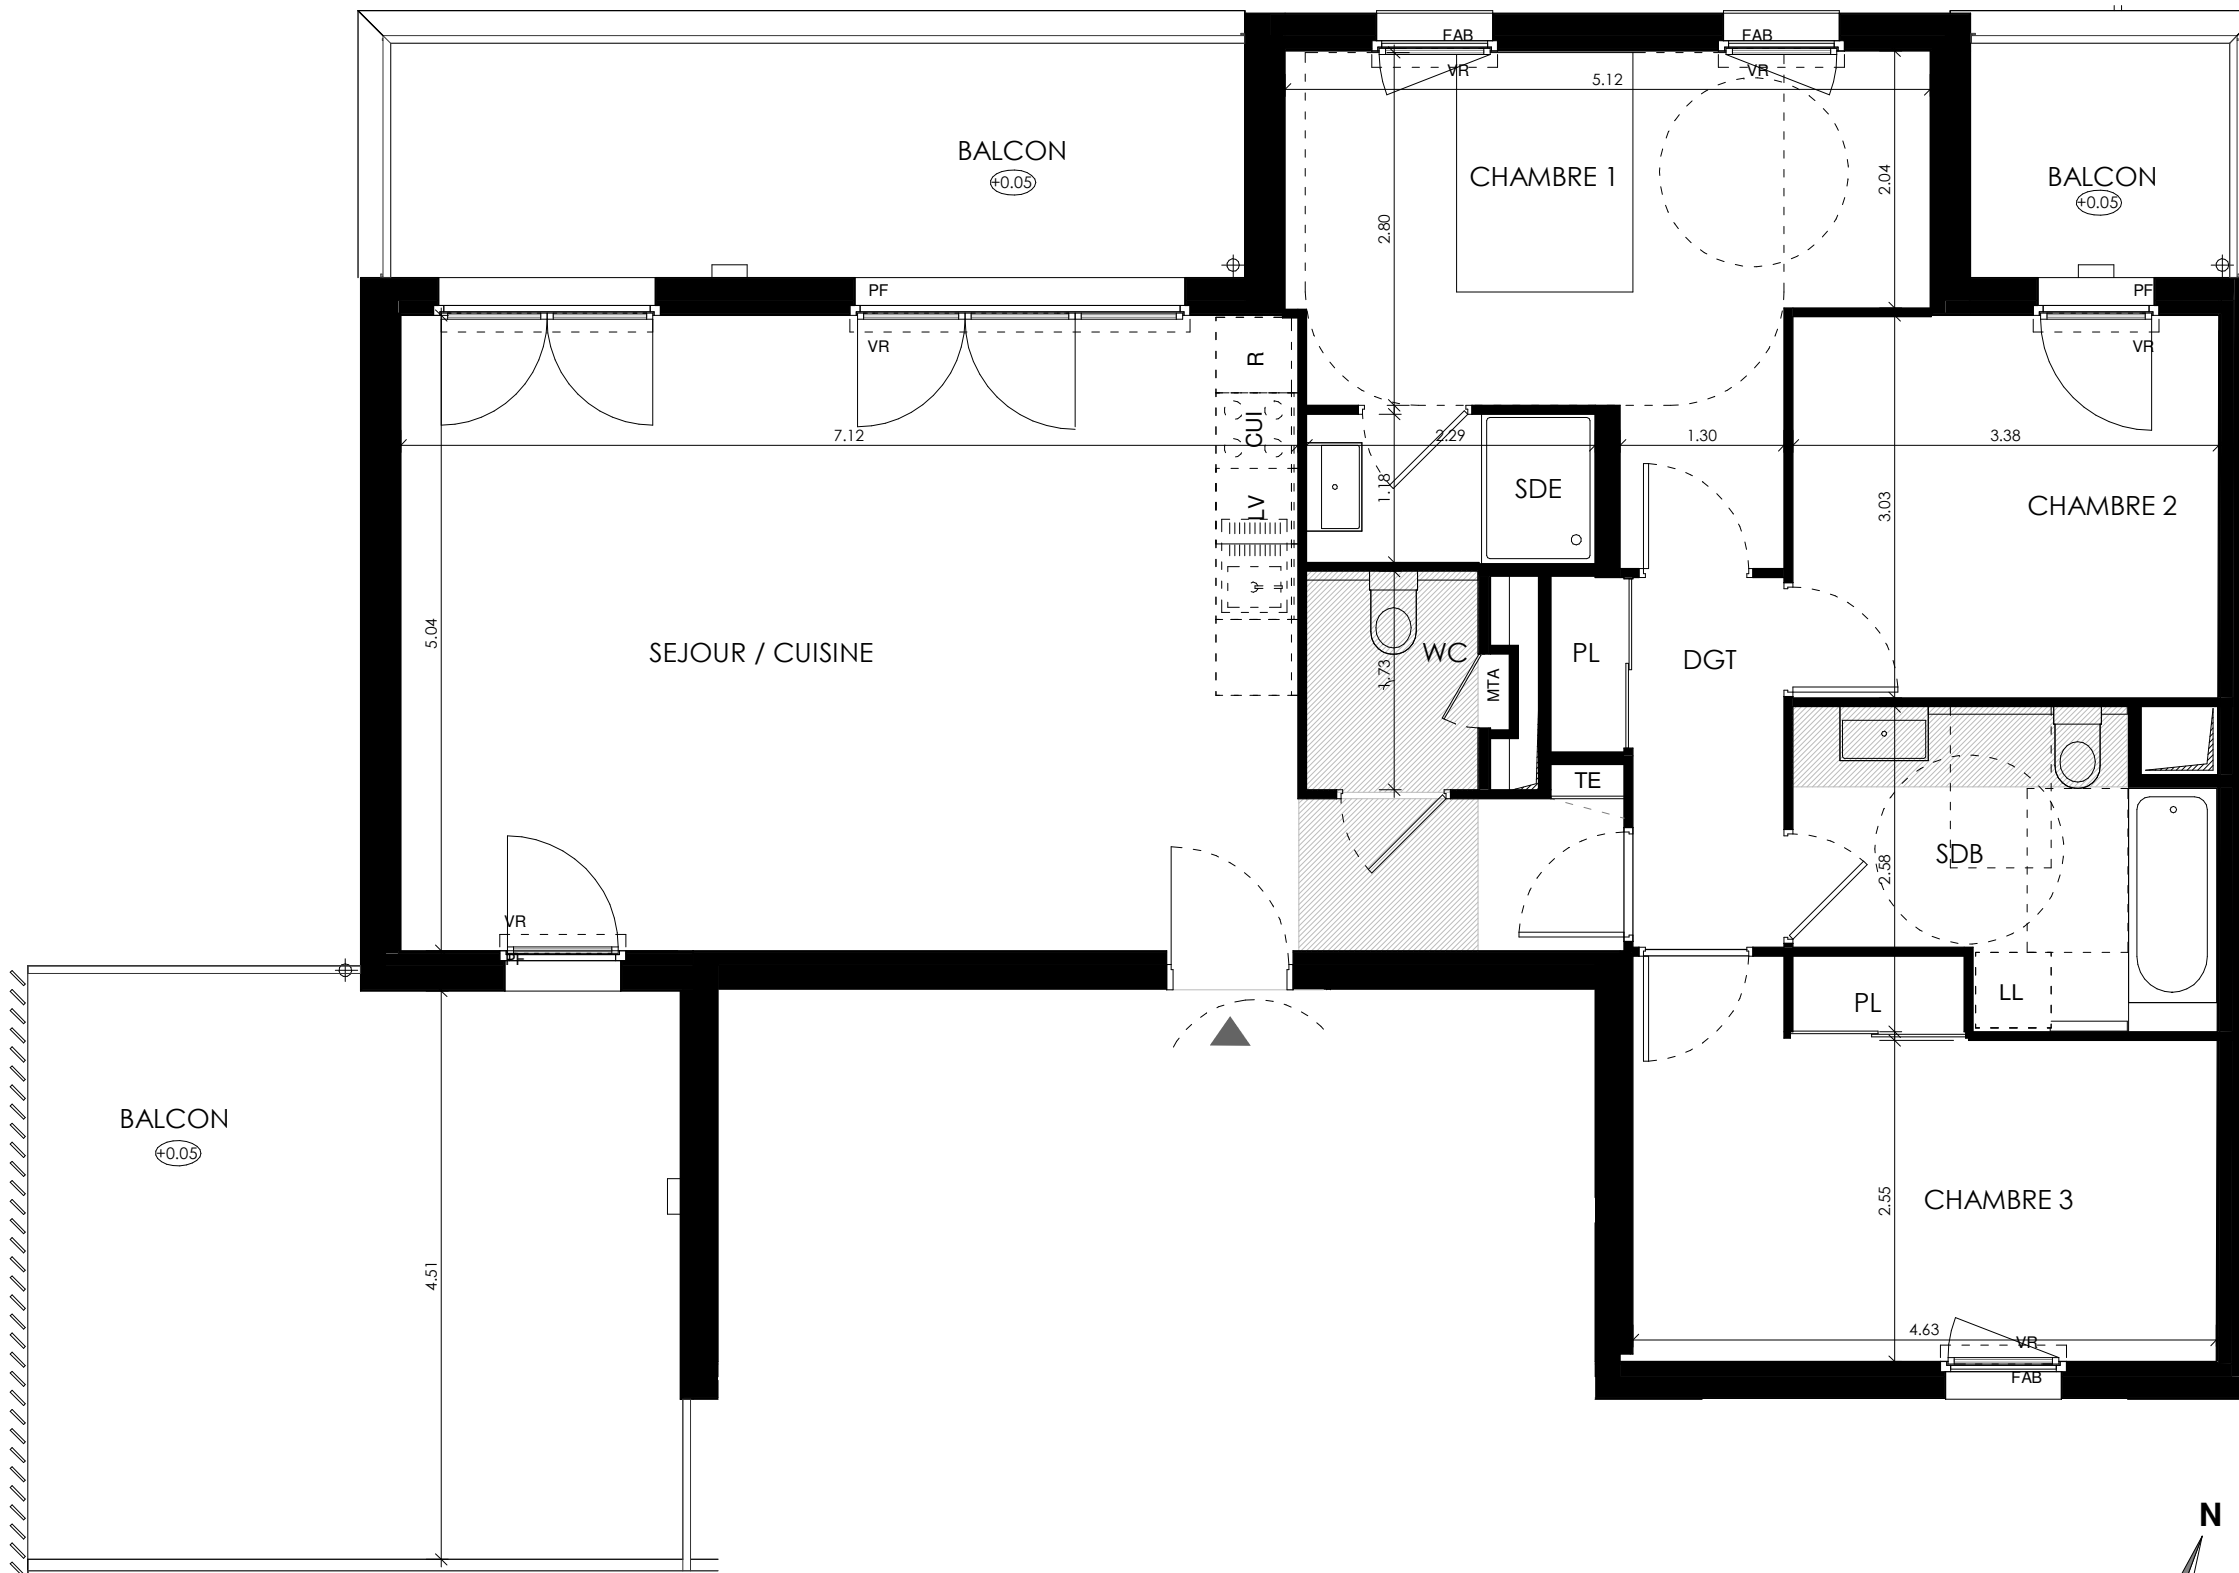 FAB
FAB
VR
VR
5.12
BALCON
+0.05
CHAMBRE 1
2.04
BALCON
+0.05
2.80
PF
PF
VR
VR
R
CUI
7.12
2.29
1.30
3.38
1.18
SDE
LV
3.03
CHAMBRE 2
5.04
SEJOUR / CUISINE
WC
1.73
MTA
PL
DGT
TE
SDB
2.58
VR
PF
PL
LL
BALCON
+0.05
4.51
CHAMBRE 3
2.55
4.63
VR
FAB
N